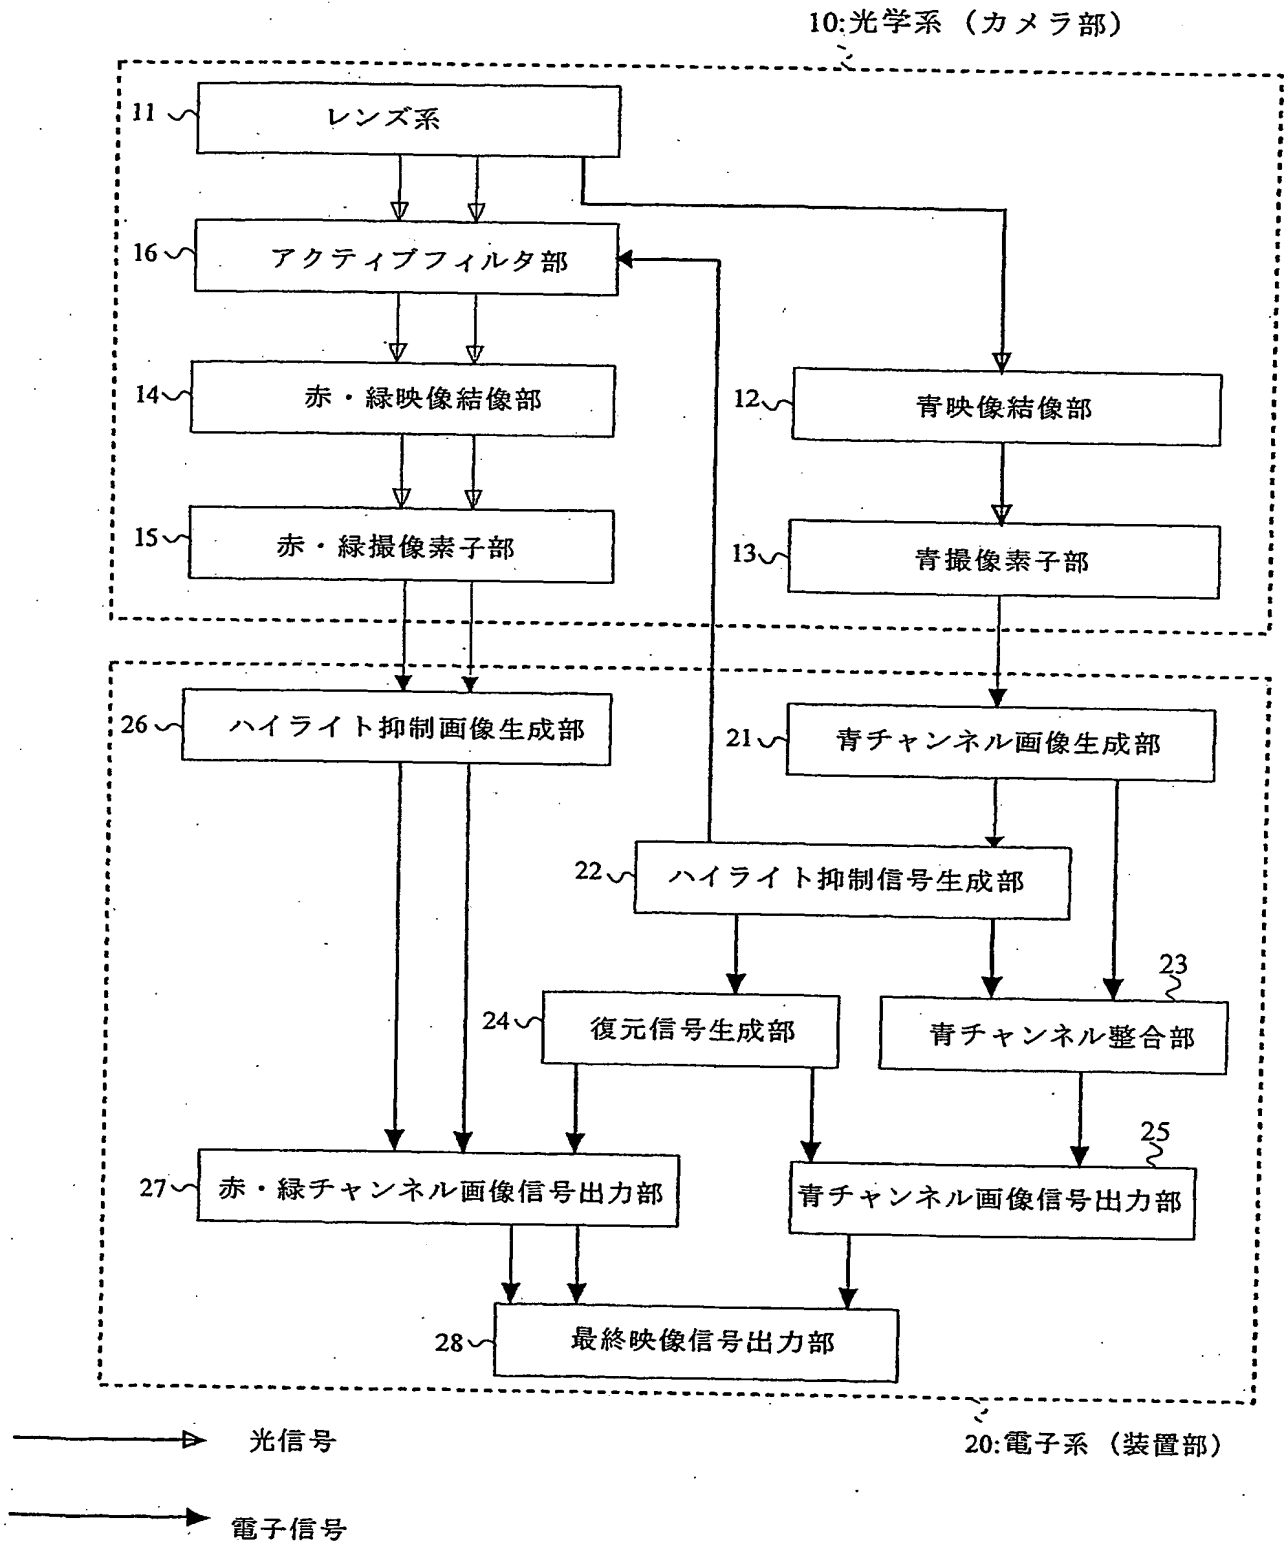 10:光学系（カメラ部）
11
レンズ系
16
アクティブフィルタ部
14
赤・緑映像結像部
12
青映像結像部
15
赤・緑撮像素子部
13
青撮像素子部
26
ハイライト抑制画像生成部
21
青チャンネル画像生成部
22
ハイライト抑制信号生成部
23
24
復元信号生成部
青チャンネル整合部
25
27
赤・緑チャンネル画像信号出力部
青チャンネル画像信号出力部
28
最終映像信号出力部
光信号
20:電子系（装置部）
電子信号